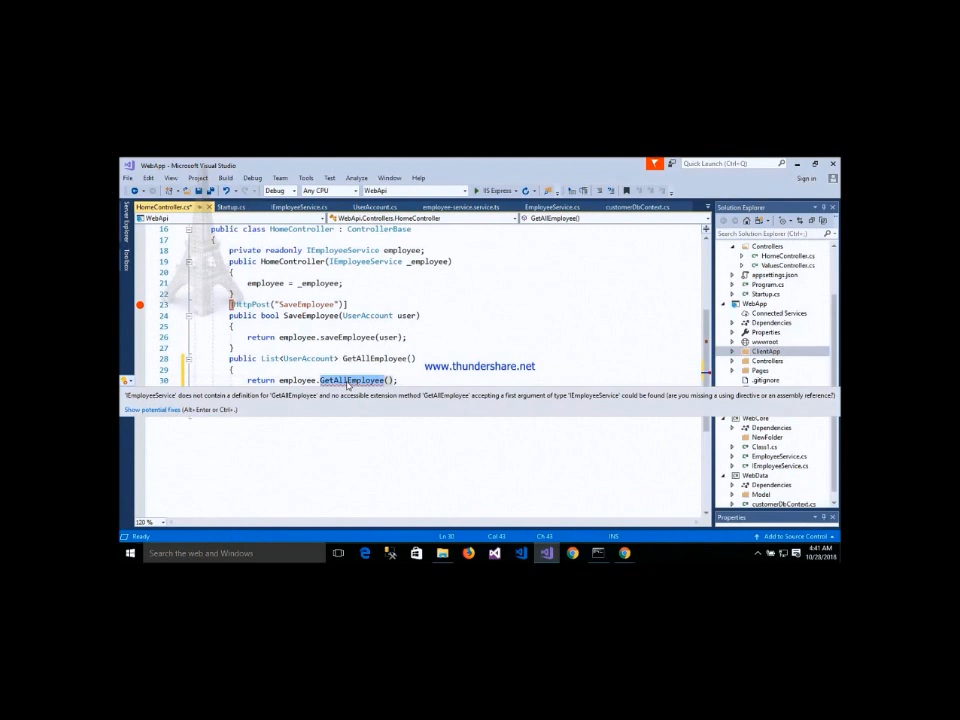 WebApp - Microsoft Visual Studio
Quick Launch (Ctrl+Q)
File Edit View Project Build Debug Team Tools Test Analyze Window Help
Sign in
Debug Any CPU WebApi IIS Express
HomeController.cs* Startup.cs IEmployeeService.cs UserAccount.cs employee-service.service.ts EmployeeService.cs customerDbContext.cs
WebApi WebApi.Controllers.HomeController GetAllEmployee()
Server Explorer
Toolbox
16 public class HomeController : ControllerBase
17 {
18 private readonly IEmployeeService employee;
19 public HomeController(IEmployeeService _employee)
20 {
21 employee = _employee;
22 }
23 [HttpPost("SaveEmployee")]
24 public bool SaveEmployee(UserAccount user)
25 {
26 return employee.saveEmployee(user);
27 }
28 public List<UserAccount> GetAllEmployee()
29 {
30 return employee.GetAllEmployee();
www.thundershare.net
'IEmployeeService' does not contain a definition for 'GetAllEmployee' and no accessible extension method 'GetAllEmployee' accepting a first argument of type 'IEmployeeService' could be found (are you missing a using directive or an assembly reference?)
Show potential fixes (Alt+Enter or Ctrl+.)
120 %
Solution Explorer
Search Solution Explorer (Ctrl+;)
Controllers
HomeController.cs
ValuesController.cs
appsettings.json
Program.cs
Startup.cs
WebApp
Connected Services
Dependencies
Properties
wwwroot
ClientApp
Controllers
Pages
.gitignore
WebCore
Dependencies
NewFolder
Class1.cs
EmployeeService.cs
IEmployeeService.cs
WebData
Dependencies
Model
customerDbContext.cs
Properties
Ready Ln 30 Col 43 Ch 43 INS Add to Source Control
Search the web and Windows
4:41 AM
10/28/2018